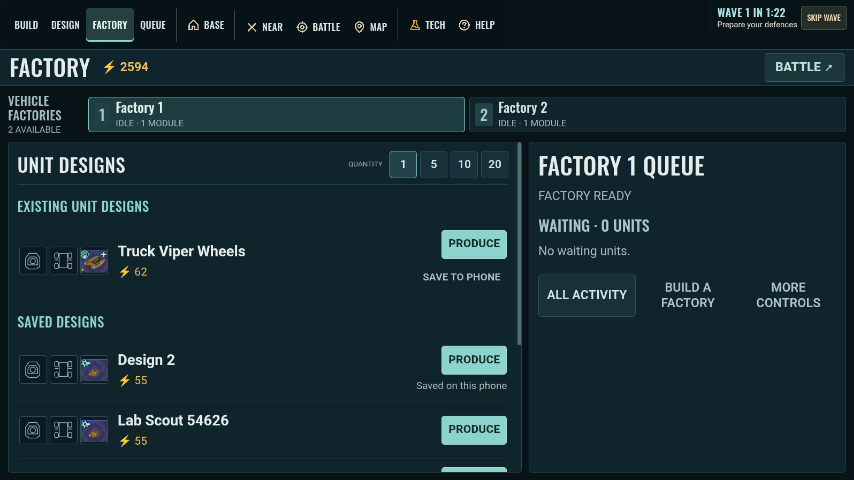 BUILD DESIGN FACTORY QUEUE BASE NEAR BATTLE MAP TECH HELP
WAVE 1 IN 1:22
Prepare your defences
SKIP WAVE
FACTORY ⚡ 2594
BATTLE ↗
VEHICLE
FACTORIES
2 AVAILABLE
1 Factory 1
IDLE · 1 MODULE
2 Factory 2
IDLE · 1 MODULE
UNIT DESIGNS
QUANTITY 1 5 10 20
EXISTING UNIT DESIGNS
Truck Viper Wheels
⚡ 62
PRODUCE
SAVE TO PHONE
SAVED DESIGNS
Design 2
⚡ 55
PRODUCE
Saved on this phone
Lab Scout 54626
⚡ 55
PRODUCE
FACTORY 1 QUEUE
FACTORY READY
WAITING · 0 UNITS
No waiting units.
ALL ACTIVITY
BUILD A
FACTORY
MORE
CONTROLS